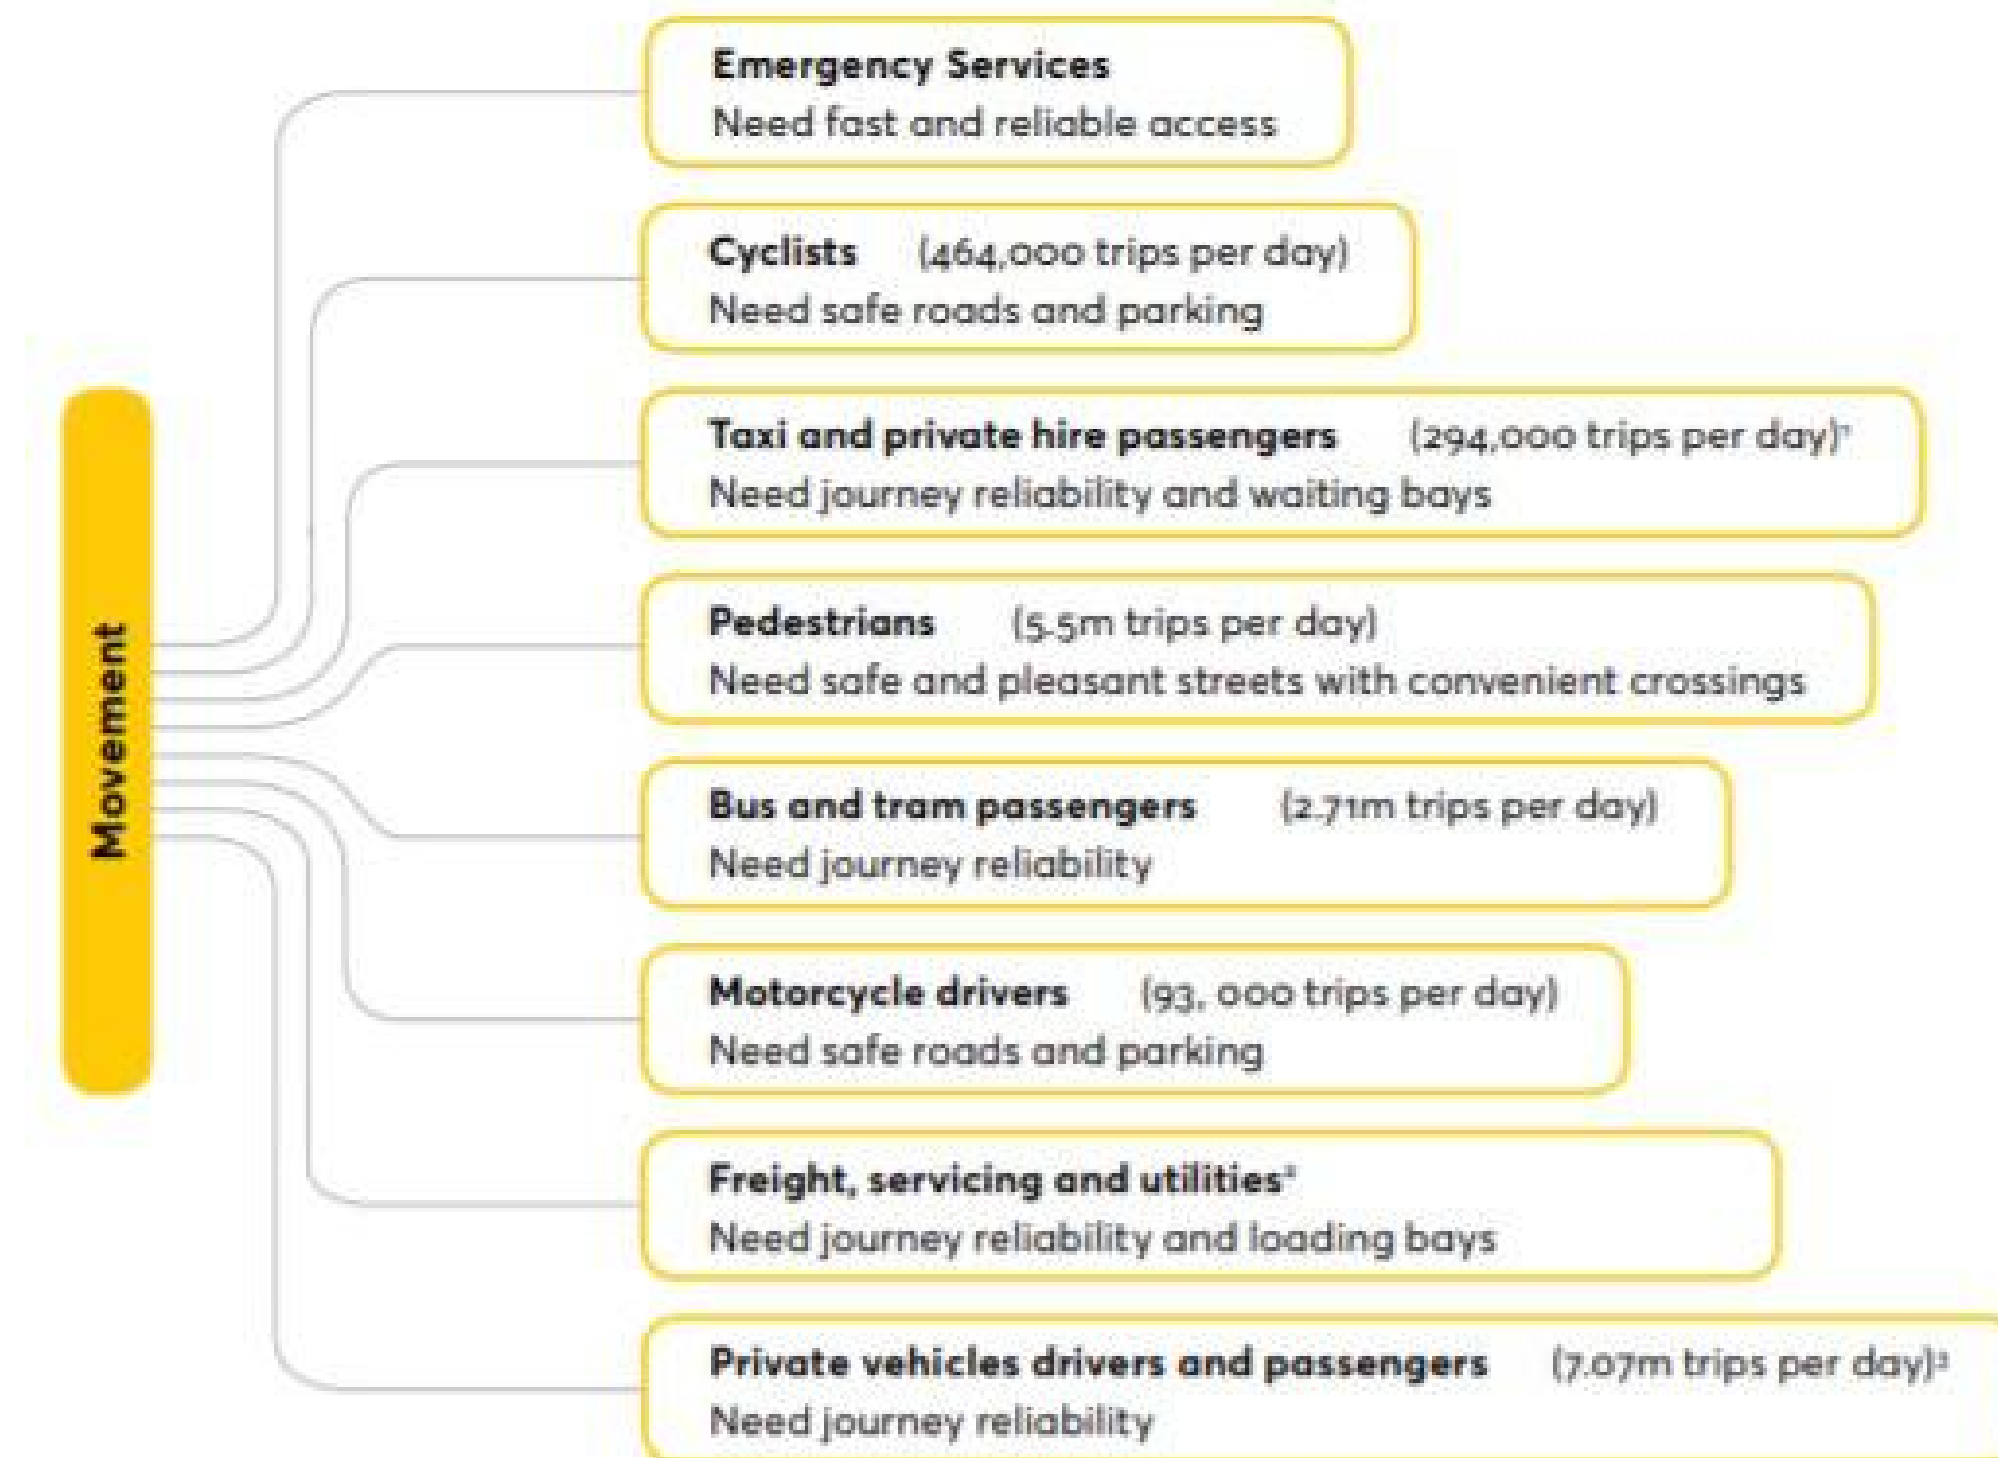 Movement
Emergency Services
Need fast and reliable access
Cyclists (464,000 trips per day)
Need safe roads and parking
Taxi and private hire passengers (294,000 trips per day)¹
Need journey reliability and waiting bays
Pedestrians (5.5m trips per day)
Need safe and pleasant streets with convenient crossings
Bus and tram passengers (2.71m trips per day)
Need journey reliability
Motorcycle drivers (93, 000 trips per day)
Need safe roads and parking
Freight, servicing and utilities²
Need journey reliability and loading bays
Private vehicles drivers and passengers (7.07m trips per day)³
Need journey reliability